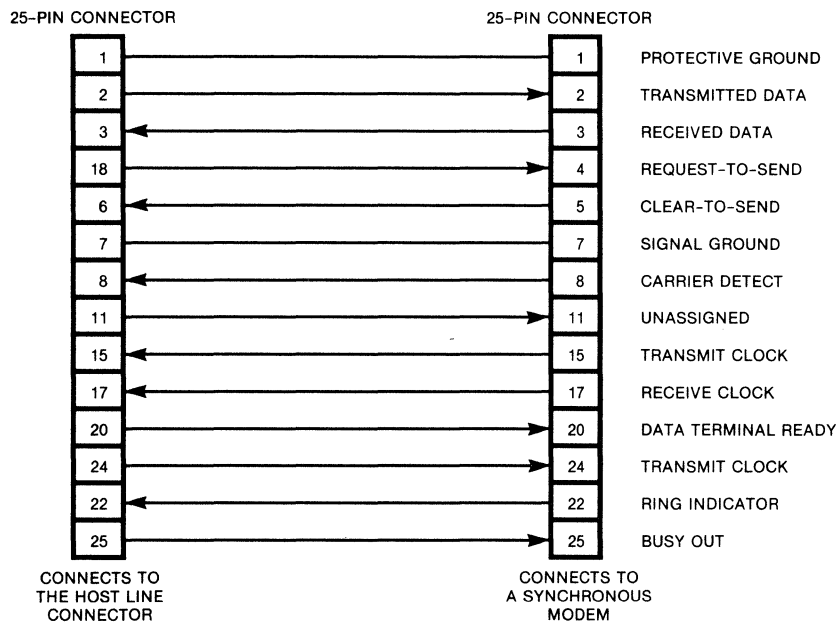 25-PIN CONNECTOR 25-PIN CONNECTOR
1 1 PROTECTIVE GROUND
2 2 TRANSMITTED DATA
3 3 RECEIVED DATA
18 4 REQUEST-TO-SEND
6 5 CLEAR-TO-SEND
7 7 SIGNAL GROUND
8 8 CARRIER DETECT
11 11 UNASSIGNED
15 15 TRANSMIT CLOCK
17 17 RECEIVE CLOCK
20 20 DATA TERMINAL READY
24 24 TRANSMIT CLOCK
22 22 RING INDICATOR
25 25 BUSY OUT
CONNECTS TO
THE HOST LINE
CONNECTOR
CONNECTS TO
A SYNCHRONOUS
MODEM